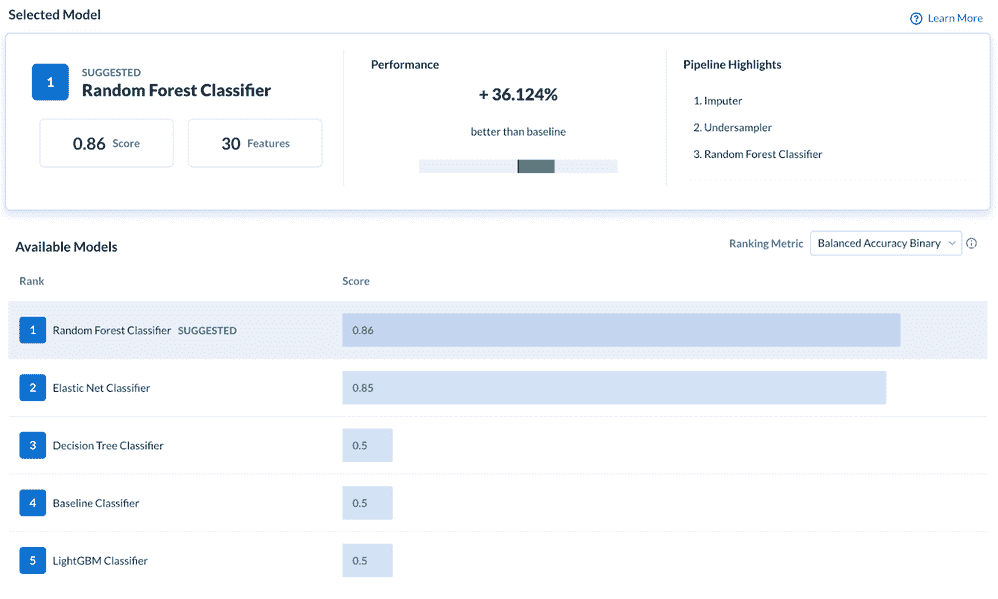 Selected Model
Learn More
1
SUGGESTED
Random Forest Classifier
0.86 Score
30 Features
Performance
+ 36.124%
better than baseline
Pipeline Highlights
1. Imputer
2. Undersampler
3. Random Forest Classifier
Available Models
Ranking Metric Balanced Accuracy Binary
Rank Score
1 Random Forest Classifier SUGGESTED 0.86
2 Elastic Net Classifier 0.85
3 Decision Tree Classifier 0.5
4 Baseline Classifier 0.5
5 LightGBM Classifier 0.5